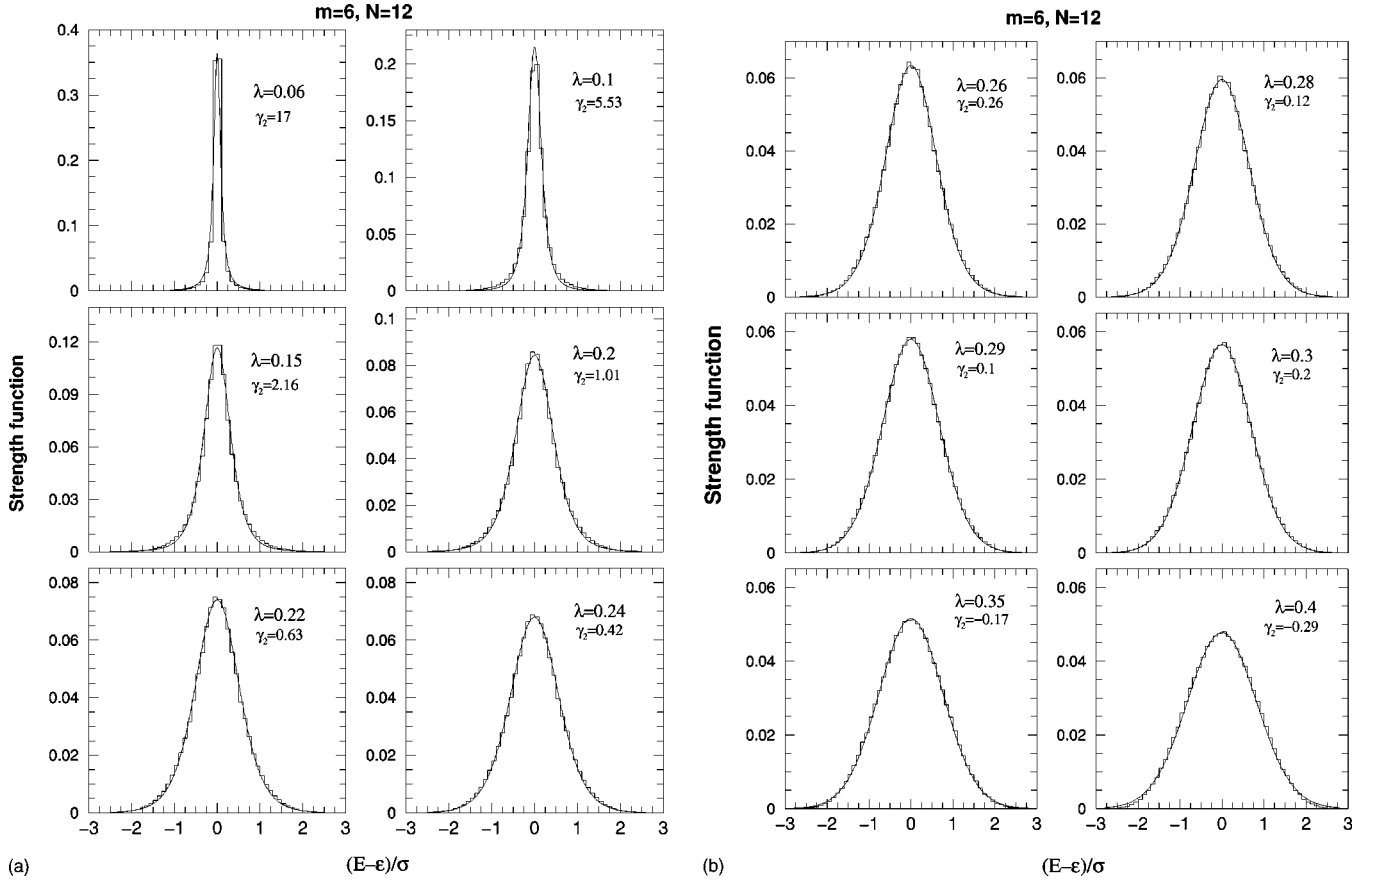 m=6, N=12
0.4
0.3
0.2
0.1
0
λ=0.06
γ₂=17
0.2
0.15
0.1
0.05
0
λ=0.1
γ₂=5.53
0.12
0.09
0.06
0.03
0
λ=0.15
γ₂=2.16
0.1
0.08
0.06
0.04
0.02
0
λ=0.2
γ₂=1.01
0.08
0.06
0.04
0.02
0
λ=0.22
γ₂=0.63
0.08
0.06
0.04
0.02
0
λ=0.24
γ₂=0.42
−3 −2 −1 0 1 2 3
−3 −2 −1 0 1 2 3
Strength function
(E−ε)/σ
(a)
m=6, N=12
0.06
0.04
0.02
0
λ=0.26
γ₂=0.26
0.06
0.04
0.02
0
λ=0.28
γ₂=0.12
0.06
0.04
0.02
0
λ=0.29
γ₂=0.1
0.06
0.04
0.02
0
λ=0.3
γ₂=0.2
0.06
0.04
0.02
0
λ=0.35
γ₂=−0.17
0.06
0.04
0.02
0
λ=0.4
γ₂=−0.29
−3 −2 −1 0 1 2 3
−3 −2 −1 0 1 2 3
Strength function
(E−ε)/σ
(b)